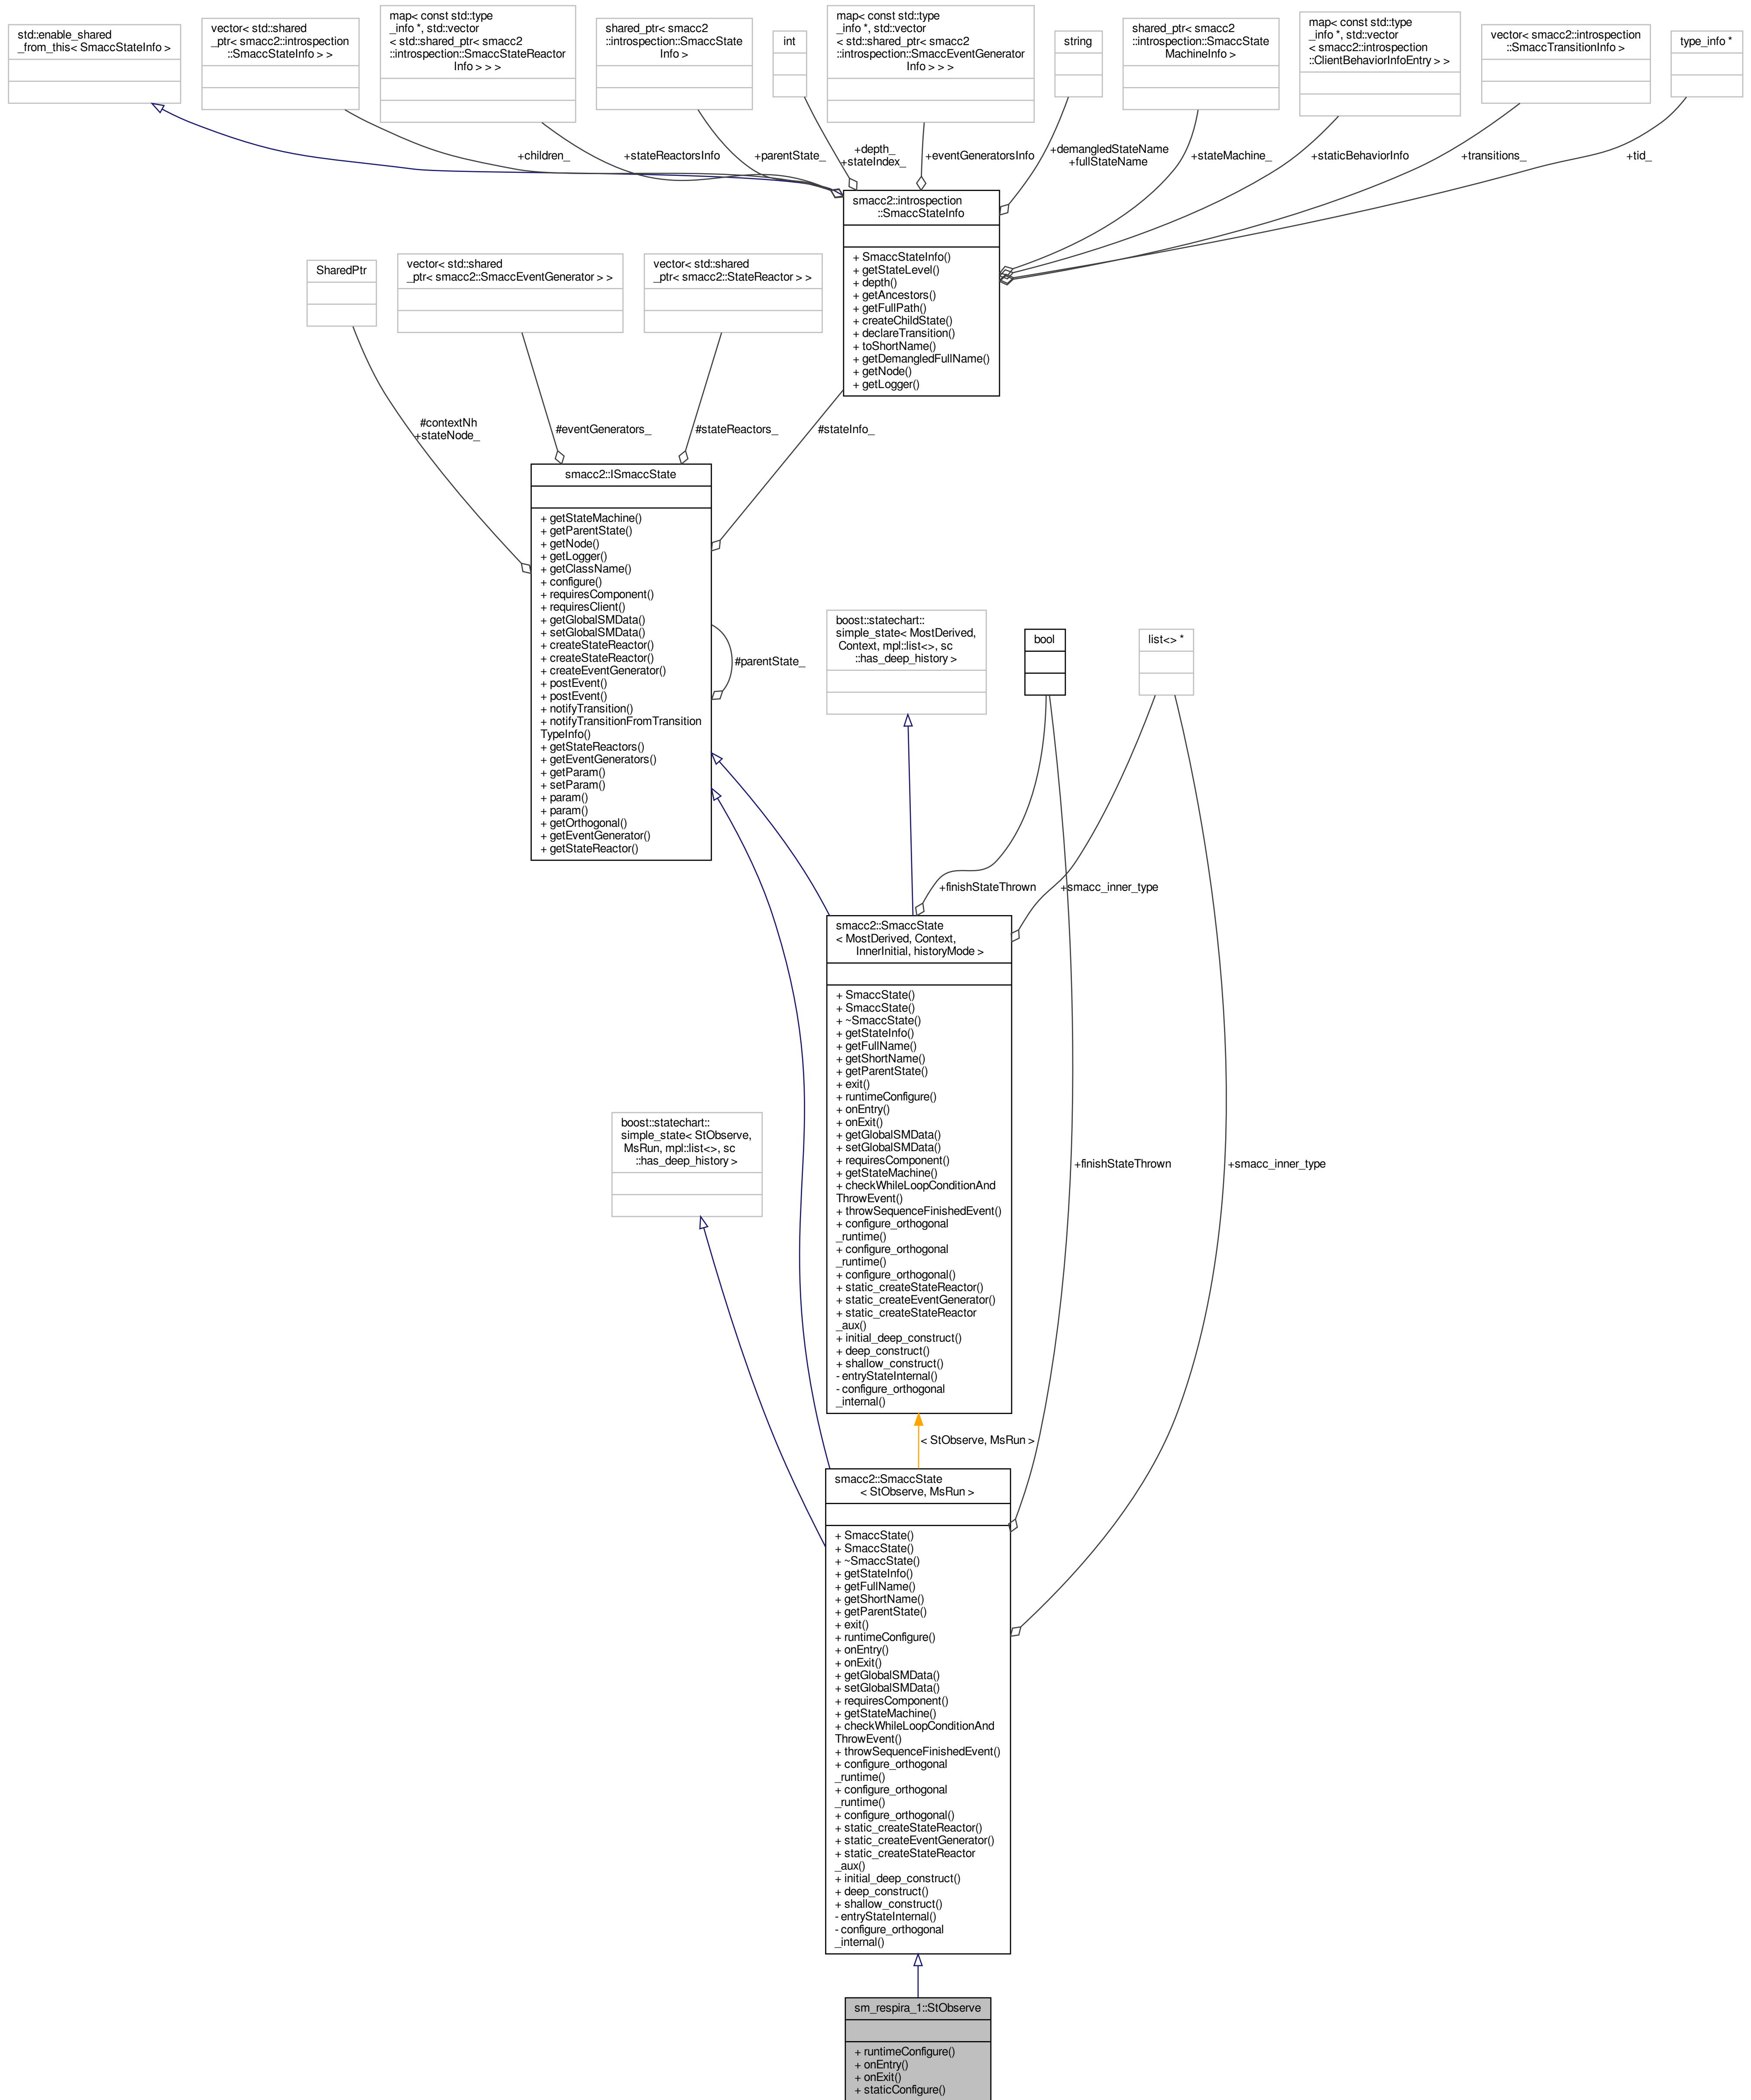 std::enable_shared
_from_this< SmaccStateInfo >
vector< std::shared
_ptr< smacc2::introspection
::SmaccStateInfo > >
map< const std::type
_info *, std::vector
< std::shared_ptr< smacc2
::introspection::SmaccStateReactor
Info > > >
shared_ptr< smacc2
::introspection::SmaccState
Info >
int
map< const std::type
_info *, std::vector
< std::shared_ptr< smacc2
::introspection::SmaccEventGenerator
Info > > >
string
shared_ptr< smacc2
::introspection::SmaccState
MachineInfo >
map< const std::type
_info *, std::vector
< smacc2::introspection
::ClientBehaviorInfoEntry > >
vector< smacc2::introspection
::SmaccTransitionInfo >
type_info *
+children_
+stateReactorsInfo
+parentState_
+depth_
+stateIndex_
+eventGeneratorsInfo
+demangledStateName
+fullStateName
+stateMachine_
+staticBehaviorInfo
+transitions_
+tid_
smacc2::introspection
::SmaccStateInfo
+ SmaccStateInfo()
+ getStateLevel()
+ depth()
+ getAncestors()
+ getFullPath()
+ createChildState()
+ declareTransition()
+ toShortName()
+ getDemangledFullName()
+ getNode()
+ getLogger()
SharedPtr
vector< std::shared
_ptr< smacc2::SmaccEventGenerator > >
vector< std::shared
_ptr< smacc2::StateReactor > >
#contextNh
+stateNode_
#eventGenerators_
#stateReactors_
#stateInfo_
smacc2::ISmaccState
+ getStateMachine()
+ getParentState()
+ getNode()
+ getLogger()
+ getClassName()
+ configure()
+ requiresComponent()
+ requiresClient()
+ getGlobalSMData()
+ setGlobalSMData()
+ createStateReactor()
+ createStateReactor()
+ createEventGenerator()
+ postEvent()
+ postEvent()
+ notifyTransition()
+ notifyTransitionFromTransition
TypeInfo()
+ getStateReactors()
+ getEventGenerators()
+ getParam()
+ setParam()
+ param()
+ param()
+ getOrthogonal()
+ getEventGenerator()
+ getStateReactor()
#parentState_
boost::statechart::
simple_state< MostDerived,
Context, mpl::list<>, sc
::has_deep_history >
bool
list<> *
+finishStateThrown
+smacc_inner_type
smacc2::SmaccState
< MostDerived, Context,
InnerInitial, historyMode >
+ SmaccState()
+ SmaccState()
+ ~SmaccState()
+ getStateInfo()
+ getFullName()
+ getShortName()
+ getParentState()
+ exit()
+ runtimeConfigure()
+ onEntry()
+ onExit()
+ getGlobalSMData()
+ setGlobalSMData()
+ requiresComponent()
+ getStateMachine()
+ checkWhileLoopConditionAnd
ThrowEvent()
+ throwSequenceFinishedEvent()
+ configure_orthogonal
_runtime()
+ configure_orthogonal
_runtime()
+ configure_orthogonal()
+ static_createStateReactor()
+ static_createEventGenerator()
+ static_createStateReactor
_aux()
+ initial_deep_construct()
+ deep_construct()
+ shallow_construct()
- entryStateInternal()
- configure_orthogonal
_internal()
boost::statechart::
simple_state< StObserve,
MsRun, mpl::list<>, sc
::has_deep_history >
+finishStateThrown
+smacc_inner_type
< StObserve, MsRun >
smacc2::SmaccState
< StObserve, MsRun >
+ SmaccState()
+ SmaccState()
+ ~SmaccState()
+ getStateInfo()
+ getFullName()
+ getShortName()
+ getParentState()
+ exit()
+ runtimeConfigure()
+ onEntry()
+ onExit()
+ getGlobalSMData()
+ setGlobalSMData()
+ requiresComponent()
+ getStateMachine()
+ checkWhileLoopConditionAnd
ThrowEvent()
+ throwSequenceFinishedEvent()
+ configure_orthogonal
_runtime()
+ configure_orthogonal
_runtime()
+ configure_orthogonal()
+ static_createStateReactor()
+ static_createEventGenerator()
+ static_createStateReactor
_aux()
+ initial_deep_construct()
+ deep_construct()
+ shallow_construct()
- entryStateInternal()
- configure_orthogonal
_internal()
sm_respira_1::StObserve
+ runtimeConfigure()
+ onEntry()
+ onExit()
+ staticConfigure()